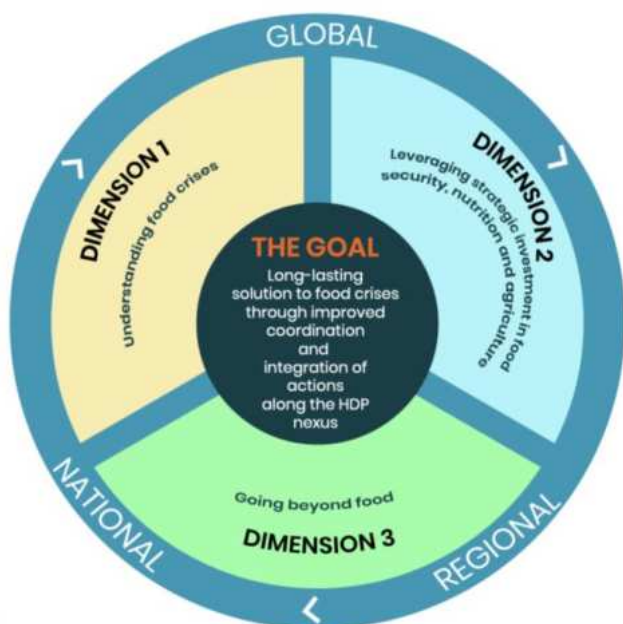 GLOBAL
DIMENSION 1
Understanding food crises
DIMENSION 2
Leveraging strategic investment in food
security, nutrition and agriculture
THE GOAL
Long-lasting
solution to food crises
through improved
coordination
and
integration of
actions
along the HDP
nexus
Going beyond food
DIMENSION 3
NATIONAL
REGIONAL